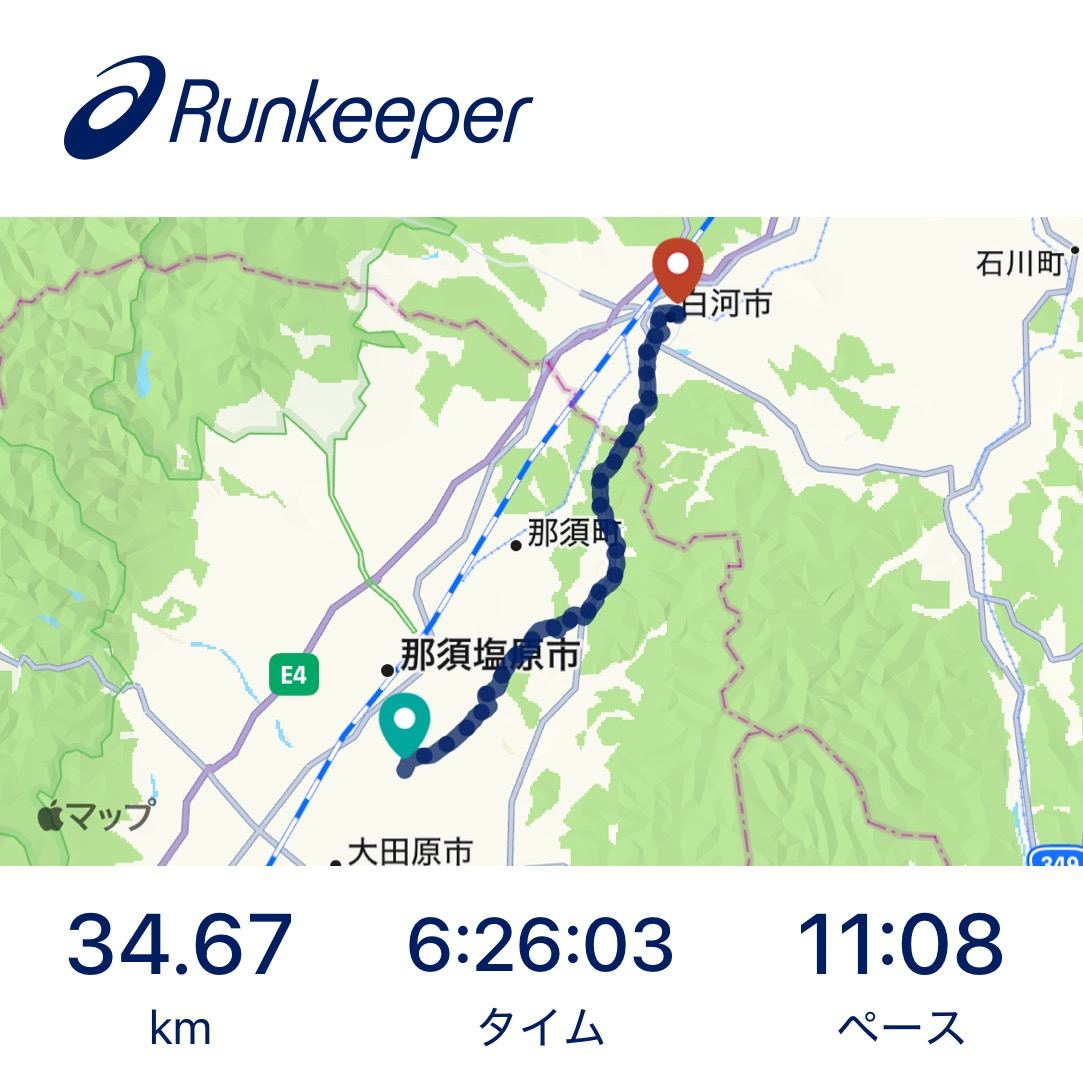 Runkeeper
石川町
白河市
那須町
那須塩原市
E4
マップ
大田原市
349
34.67
6:26:03
11:08
km
タイム
ペース